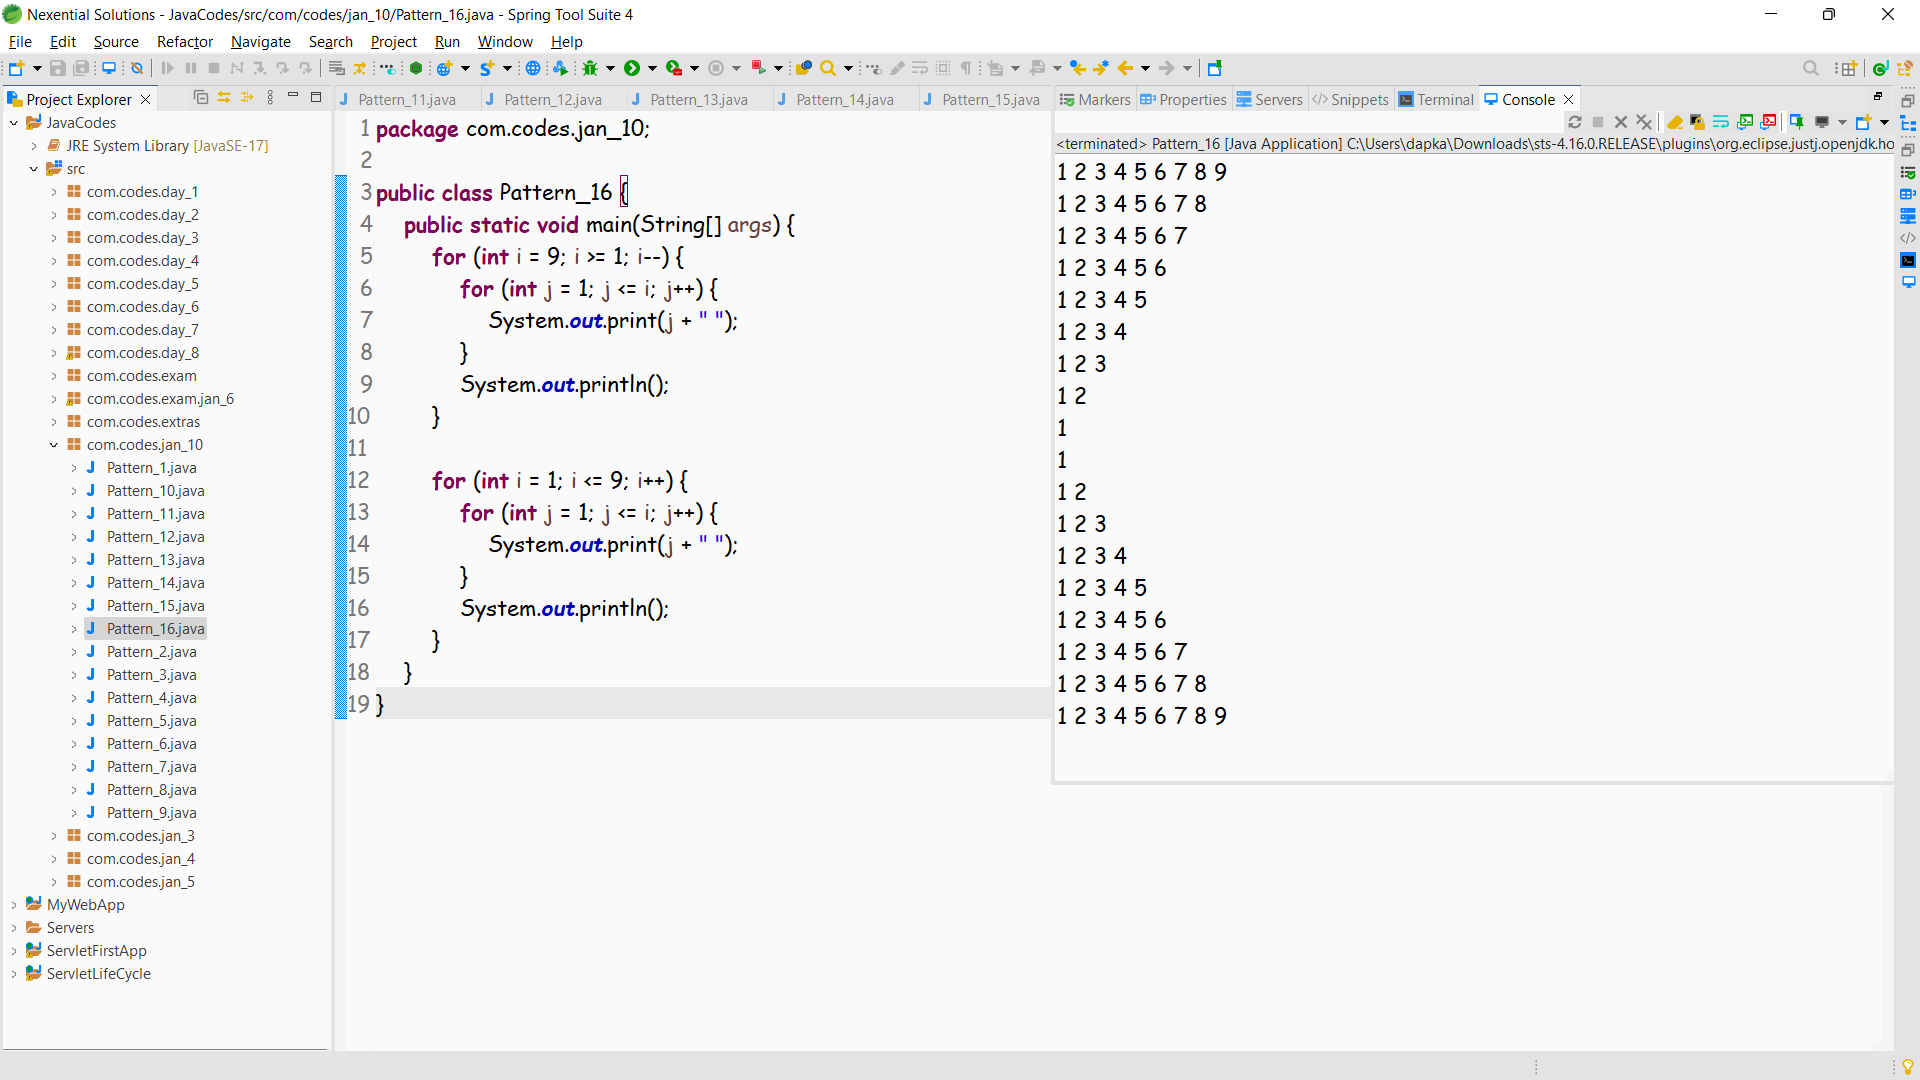 Nexential Solutions - JavaCodes/src/com/codes/jan_10/Pattern_16.java - Spring Tool Suite 4
File Edit Source Refactor Navigate Search Project Run Window Help
Project Explorer
JavaCodes
JRE System Library [JavaSE-17]
src
com.codes.day_1
com.codes.day_2
com.codes.day_3
com.codes.day_4
com.codes.day_5
com.codes.day_6
com.codes.day_7
com.codes.day_8
com.codes.exam
com.codes.exam.jan_6
com.codes.extras
com.codes.jan_10
Pattern_1.java
Pattern_10.java
Pattern_11.java
Pattern_12.java
Pattern_13.java
Pattern_14.java
Pattern_15.java
Pattern_16.java
Pattern_2.java
Pattern_3.java
Pattern_4.java
Pattern_5.java
Pattern_6.java
Pattern_7.java
Pattern_8.java
Pattern_9.java
com.codes.jan_3
com.codes.jan_4
com.codes.jan_5
MyWebApp
Servers
ServletFirstApp
ServletLifeCycle
Pattern_11.java Pattern_12.java Pattern_13.java Pattern_14.java Pattern_15.java
1 package com.codes.jan_10;
2
3 public class Pattern_16 {
4 public static void main(String[] args) {
5 for (int i = 9; i >= 1; i--) {
6 for (int j = 1; j <= i; j++) {
7 System.out.print(j + " ");
8 }
9 System.out.println();
10 }
11
12 for (int i = 1; i <= 9; i++) {
13 for (int j = 1; j <= i; j++) {
14 System.out.print(j + " ");
15 }
16 System.out.println();
17 }
18 }
19 }
Markers Properties Servers Snippets Terminal Console
<terminated> Pattern_16 [Java Application] C:\Users\dapka\Downloads\sts-4.16.0.RELEASE\plugins\org.eclipse.justj.openjdk.ho
1 2 3 4 5 6 7 8 9
1 2 3 4 5 6 7 8
1 2 3 4 5 6 7
1 2 3 4 5 6
1 2 3 4 5
1 2 3 4
1 2 3
1 2
1
1
1 2
1 2 3
1 2 3 4
1 2 3 4 5
1 2 3 4 5 6
1 2 3 4 5 6 7
1 2 3 4 5 6 7 8
1 2 3 4 5 6 7 8 9